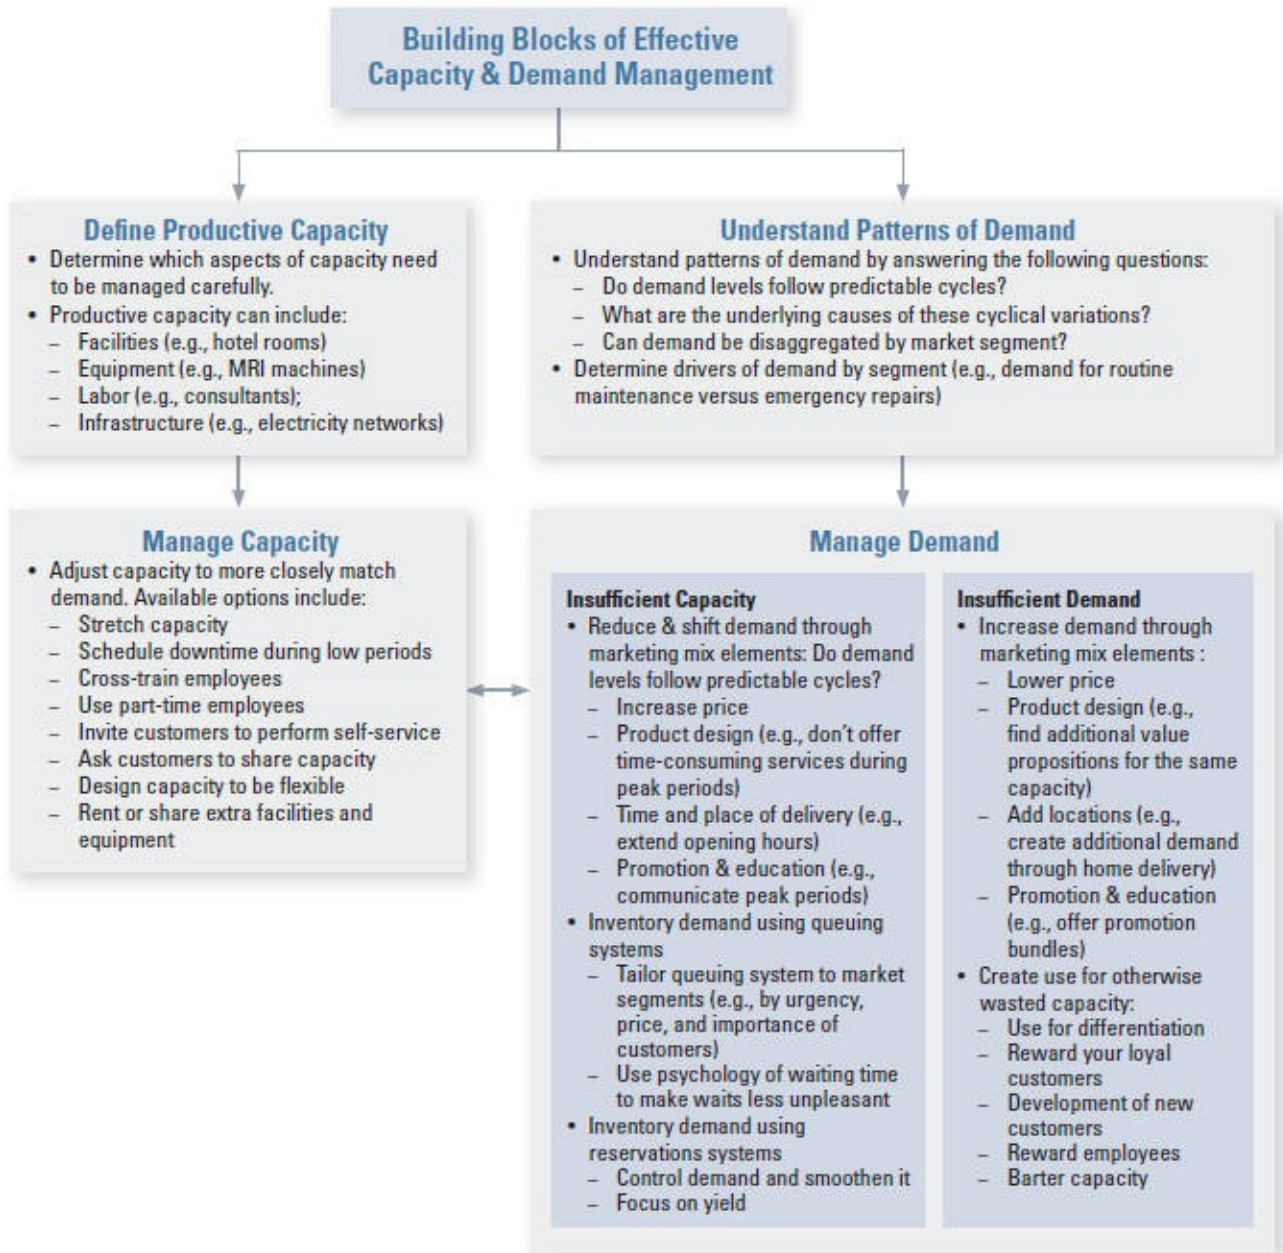 Building Blocks of Effective
Capacity & Demand Management
Define Productive Capacity
• Determine which aspects of capacity need
to be managed carefully.
• Productive capacity can include:
– Facilities (e.g., hotel rooms)
– Equipment (e.g., MRI machines)
– Labor (e.g., consultants);
– Infrastructure (e.g., electricity networks)
Understand Patterns of Demand
• Understand patterns of demand by answering the following questions:
– Do demand levels follow predictable cycles?
– What are the underlying causes of these cyclical variations?
– Can demand be disaggregated by market segment?
• Determine drivers of demand by segment (e.g., demand for routine
maintenance versus emergency repairs)
Manage Capacity
• Adjust capacity to more closely match
demand. Available options include:
– Stretch capacity
– Schedule downtime during low periods
– Cross-train employees
– Use part-time employees
– Invite customers to perform self-service
– Ask customers to share capacity
– Design capacity to be flexible
– Rent or share extra facilities and
equipment
Manage Demand
Insufficient Capacity
• Reduce & shift demand through
marketing mix elements: Do demand
levels follow predictable cycles?
– Increase price
– Product design (e.g., don't offer
time-consuming services during
peak periods)
– Time and place of delivery (e.g.,
extend opening hours)
– Promotion & education (e.g.,
communicate peak periods)
• Inventory demand using queuing
systems
– Tailor queuing system to market
segments (e.g., by urgency,
price, and importance of
customers)
– Use psychology of waiting time
to make waits less unpleasant
• Inventory demand using
reservations systems
– Control demand and smoothen it
– Focus on yield
Insufficient Demand
• Increase demand through
marketing mix elements :
– Lower price
– Product design (e.g.,
find additional value
propositions for the same
capacity)
– Add locations (e.g.,
create additional demand
through home delivery)
– Promotion & education
(e.g., offer promotion
bundles)
• Create use for otherwise
wasted capacity:
– Use for differentiation
– Reward your loyal
customers
– Development of new
customers
– Reward employees
– Barter capacity